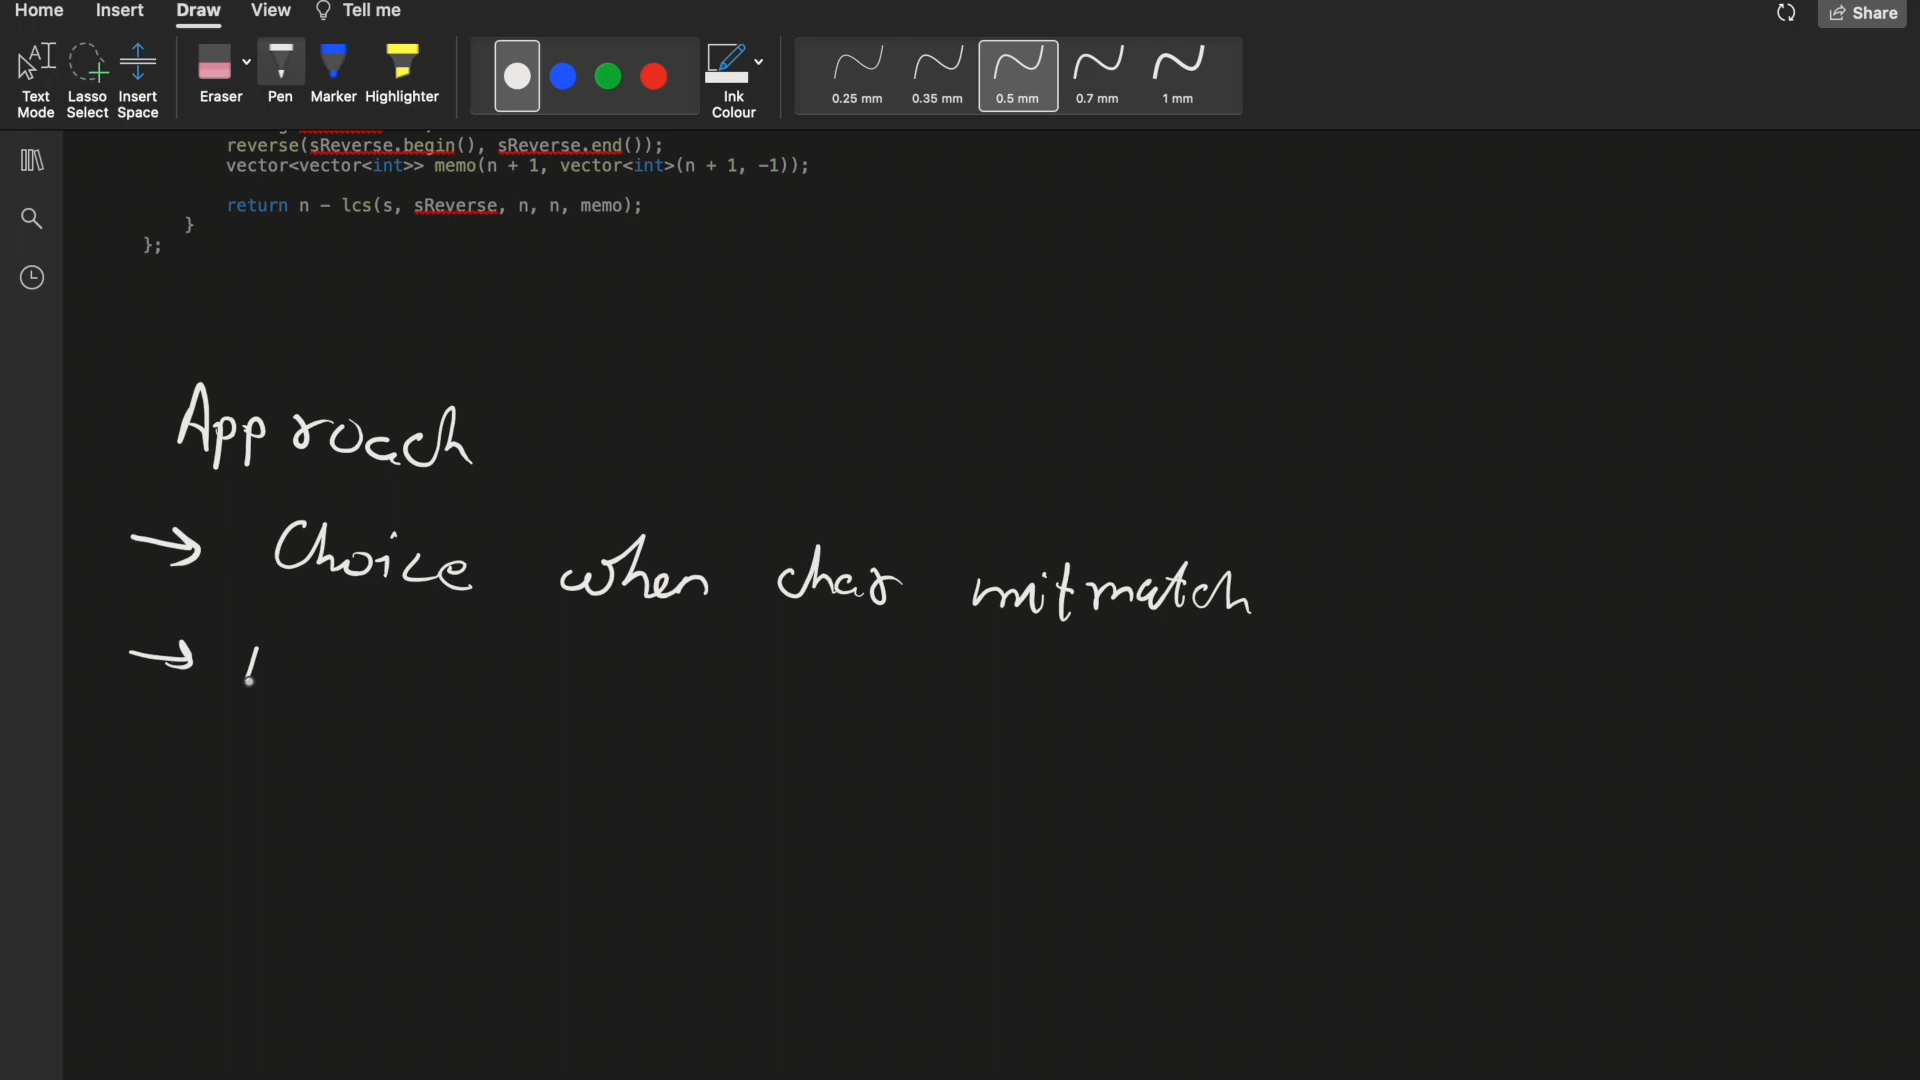 Home Insert Draw View Tell me Share
Text Mode Lasso Select Insert Space Eraser Pen Marker Highlighter Ink Colour 0.25 mm 0.35 mm 0.5 mm 0.7 mm 1 mm
reverse(sReverse.begin(), sReverse.end());
vector<vector<int>> memo(n + 1, vector<int>(n + 1, -1));
return n - lcs(s, sReverse, n, n, memo);
}
};
Approach
→ Choice when char mitmatch
→